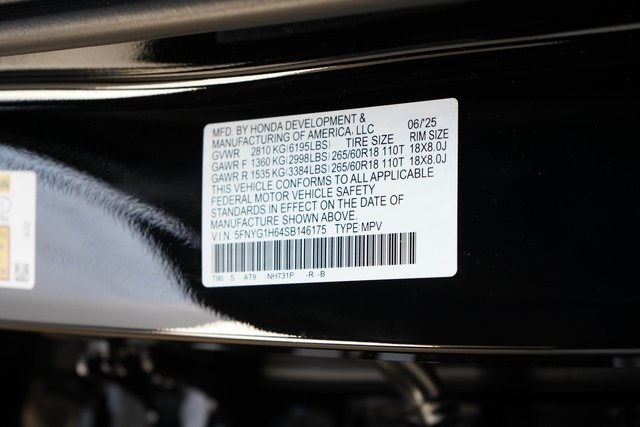 MFD. BY HONDA DEVELOPMENT & 06/'25
MANUFACTURING OF AMERICA, LLC
GVWR 2810 KG (6195LBS) TIRE SIZE RIM SIZE
GAWR F 1360 KG (2998LBS) 265/60R18 110T 18X8.0J
GAWR R 1535 KG (3384LBS) 265/60R18 110T 18X8.0J
THIS VEHICLE CONFORMS TO ALL APPLICABLE
FEDERAL MOTOR VEHICLE SAFETY
STANDARDS IN EFFECT ON THE DATE OF
MANUFACTURE SHOWN ABOVE.
V.I.N. 5FNYG1H64SB146175 TYPE:MPV
T90 S AT9 NH731P -R -B